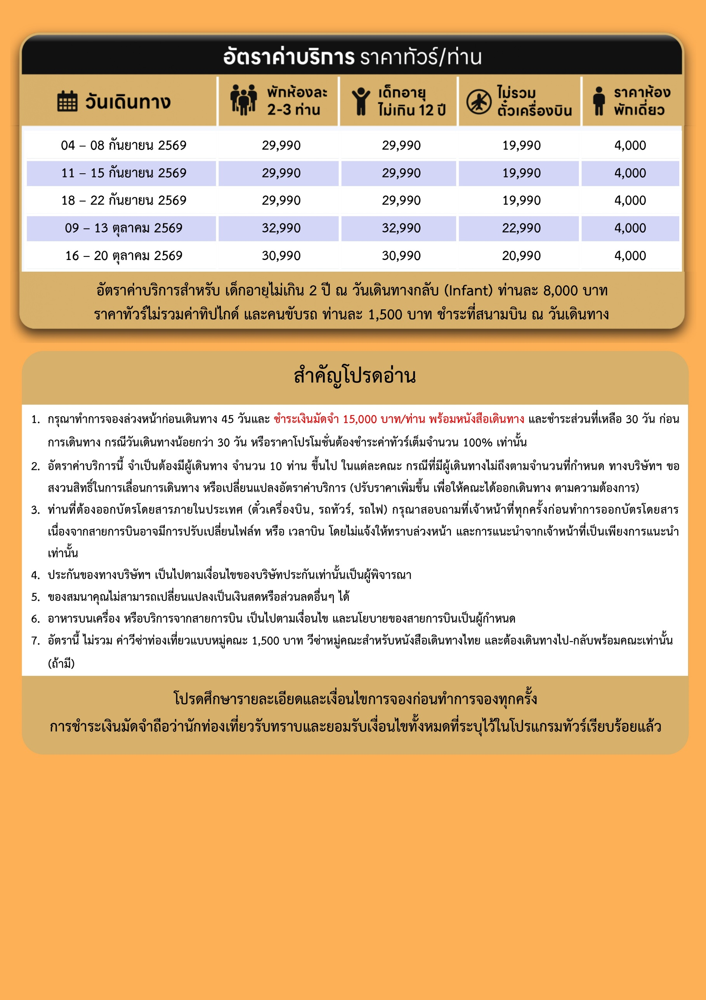 อัตราค่าบริการ ราคาทัวร์/ท่าน
วันเดินทาง พักห้องละ 2-3 ท่าน เด็กอายุ ไม่เกิน 12 ปี ไม่รวม ตั๋วเครื่องบิน ราคาห้อง พักเดี่ยว
04 – 08 กันยายน 2569 29,990 29,990 19,990 4,000
11 – 15 กันยายน 2569 29,990 29,990 19,990 4,000
18 – 22 กันยายน 2569 29,990 29,990 19,990 4,000
09 – 13 ตุลาคม 2569 32,990 32,990 22,990 4,000
16 – 20 ตุลาคม 2569 30,990 30,990 20,990 4,000
อัตราค่าบริการสำหรับ เด็กอายุไม่เกิน 2 ปี ณ วันเดินทางกลับ (Infant) ท่านละ 8,000 บาท
ราคาทัวร์ไม่รวมค่าทิปไกด์ และคนขับรถ ท่านละ 1,500 บาท ชำระที่สนามบิน ณ วันเดินทาง
สำคัญโปรดอ่าน
1. กรุณาทำการจองล่วงหน้าก่อนเดินทาง 45 วันและ ชำระเงินมัดจำ 15,000 บาท/ท่าน พร้อมหนังสือเดินทาง และชำระส่วนที่เหลือ 30 วัน ก่อน
การเดินทาง กรณีวันเดินทางน้อยกว่า 30 วัน หรือราคาโปรโมชั่นต้องชำระค่าทัวร์เต็มจำนวน 100% เท่านั้น
2. อัตราค่าบริการนี้ จำเป็นต้องมีผู้เดินทาง จำนวน 10 ท่าน ขึ้นไป ในแต่ละคณะ กรณีที่มีผู้เดินทางไม่ถึงตามจำนวนที่กำหนด ทางบริษัทฯ ขอ
สงวนสิทธิ์ในการเลื่อนการเดินทาง หรือเปลี่ยนแปลงอัตราค่าบริการ (ปรับราคาเพิ่มขึ้น เพื่อให้คณะได้ออกเดินทาง ตามความต้องการ)
3. ท่านที่ต้องออกบัตรโดยสารภายในประเทศ (ตั๋วเครื่องบิน, รถทัวร์, รถไฟ) กรุณาสอบถามที่เจ้าหน้าที่ทุกครั้งก่อนทำการออกบัตรโดยสาร
เนื่องจากสายการบินอาจมีการปรับเปลี่ยนไฟล์ท หรือ เวลาบิน โดยไม่แจ้งให้ทราบล่วงหน้า และการแนะนำจากเจ้าหน้าที่เป็นเพียงการแนะนำ
เท่านั้น
4. ประกันของทางบริษัทฯ เป็นไปตามเงื่อนไขของบริษัทประกันเท่านั้นเป็นผู้พิจารณา
5. ของสมนาคุณไม่สามารถเปลี่ยนแปลงเป็นเงินสดหรือส่วนลดอื่นๆ ได้
6. อาหารบนเครื่อง หรือบริการจากสายการบิน เป็นไปตามเงื่อนไข และนโยบายของสายการบินเป็นผู้กำหนด
7. อัตรานี้ ไม่รวม ค่าวีซ่าท่องเที่ยวแบบหมู่คณะ 1,500 บาท วีซ่าหมู่คณะสำหรับหนังสือเดินทางไทย และต้องเดินทางไป-กลับพร้อมคณะเท่านั้น
(ถ้ามี)
โปรดศึกษารายละเอียดและเงื่อนไขการจองก่อนทำการจองทุกครั้ง
การชำระเงินมัดจำถือว่านักท่องเที่ยวรับทราบและยอมรับเงื่อนไขทั้งหมดที่ระบุไว้ในโปรแกรมทัวร์เรียบร้อยแล้ว